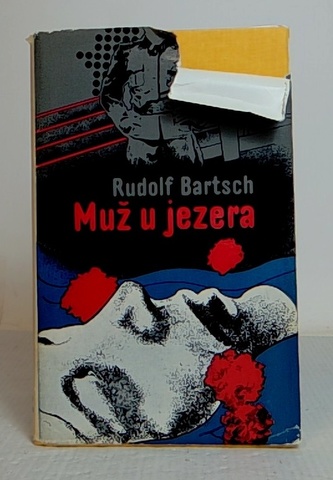 Rudolf Bartsch
Muž u jezera